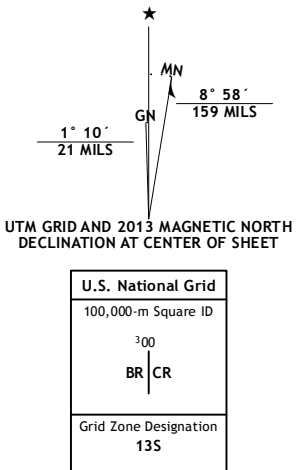 MN
GN
8° 58´
159 MILS
1° 10´
21 MILS
UTM GRID AND 2013 MAGNETIC NORTH
DECLINATION AT CENTER OF SHEET
U.S. National Grid
100,000-m Square ID
³00
BR CR
Grid Zone Designation
13S